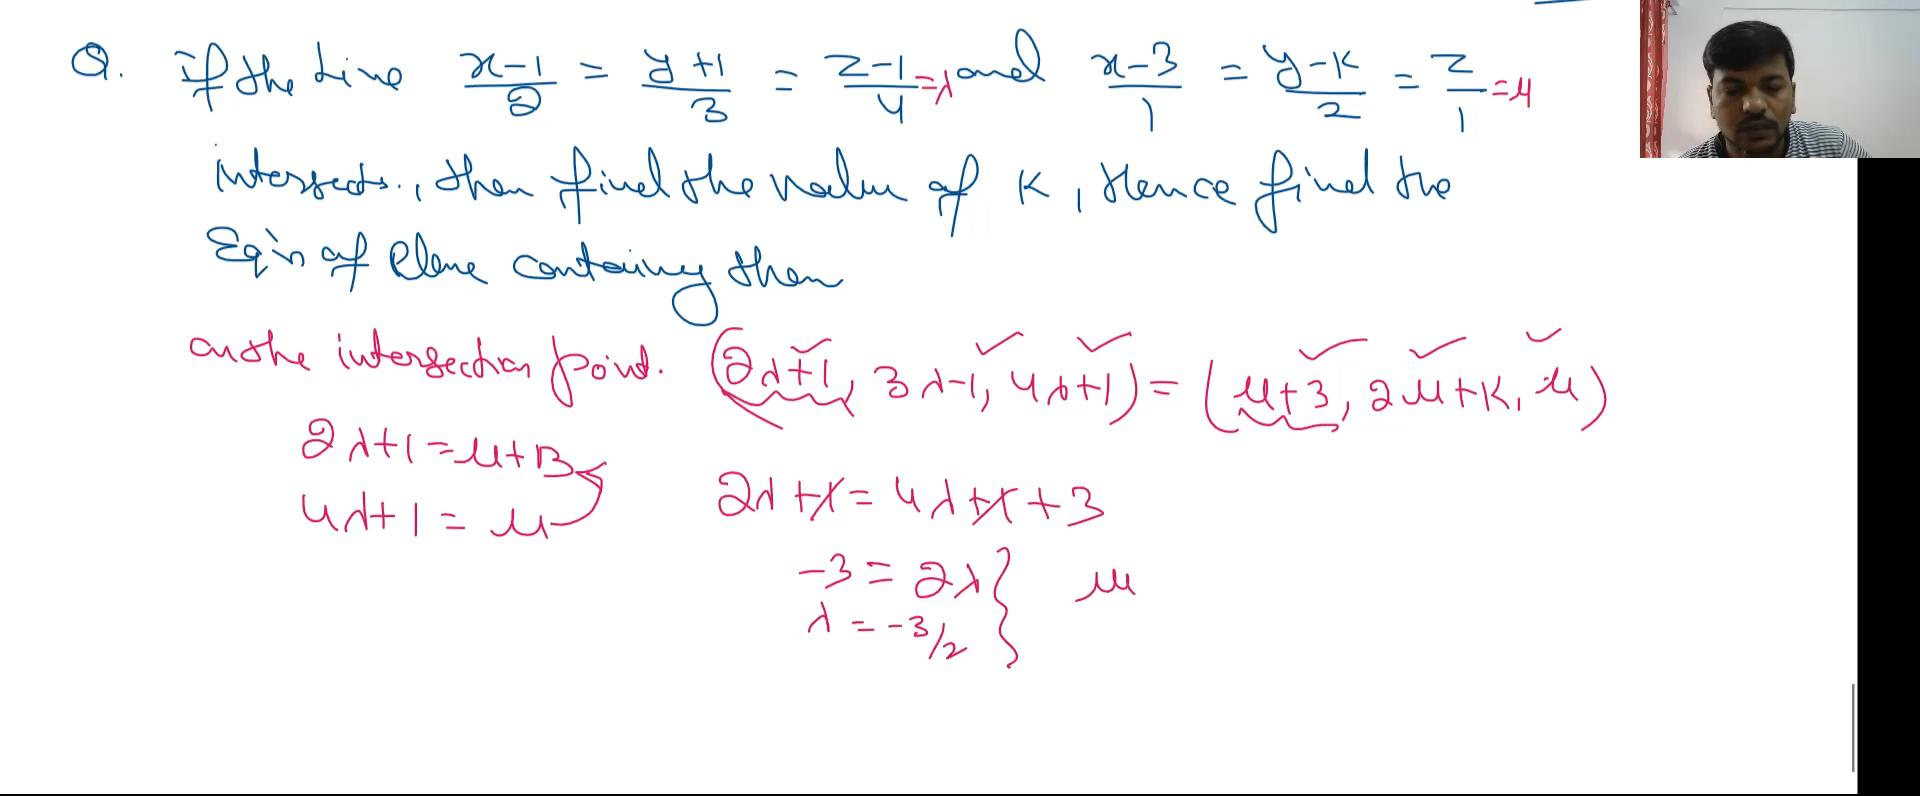 Q. if the Line x-1/2 = y+1/3 = z-1/4 =λ and x-3/1 = y-k/2 = z/1 =μ
intersects., then find the value of K, Hence find the
Eq'n of Plane containing them
on the intersection point. (2λ+1, 3λ-1, 4λ+1) = (μ+3, 2μ+K, μ)
2λ+1=μ+3
4λ+1 = μ
2λ+1 = 4λ+1+3
-3 = 2λ} μ
λ = -3/2